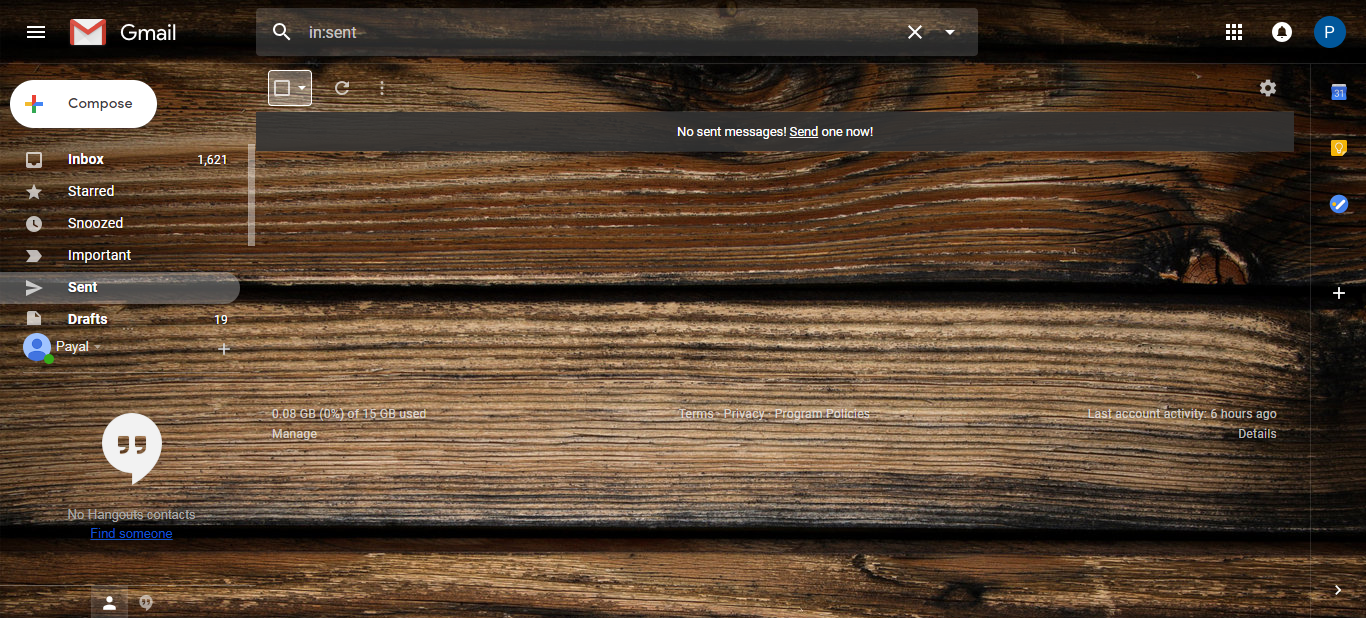 Gmail
in:sent
P
Compose
No sent messages! Send one now!
Inbox 1,621
Starred
Snoozed
Important
Sent
Drafts 19
Payal
0.08 GB (0%) of 15 GB used
Manage
Terms · Privacy · Program Policies
Last account activity: 6 hours ago
Details
No Hangouts contacts
Find someone
31